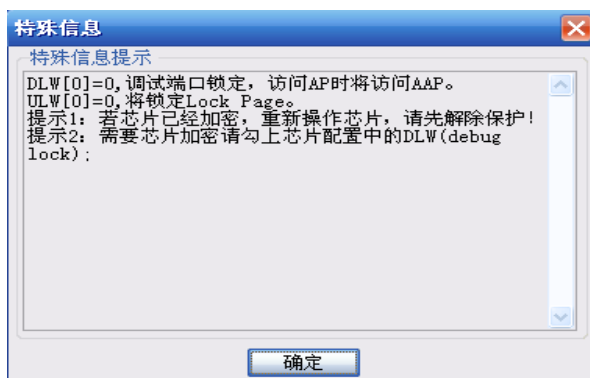 特殊信息
特殊信息提示
DLW[0]=0,调试端口锁定，访问AP时将访问AAP。
ULW[0]=0,将锁定Lock Page。
提示1：若芯片已经加密，重新操作芯片，请先解除保护！
提示2：需要芯片加密请勾上芯片配置中的DLW(debug
lock);
确定